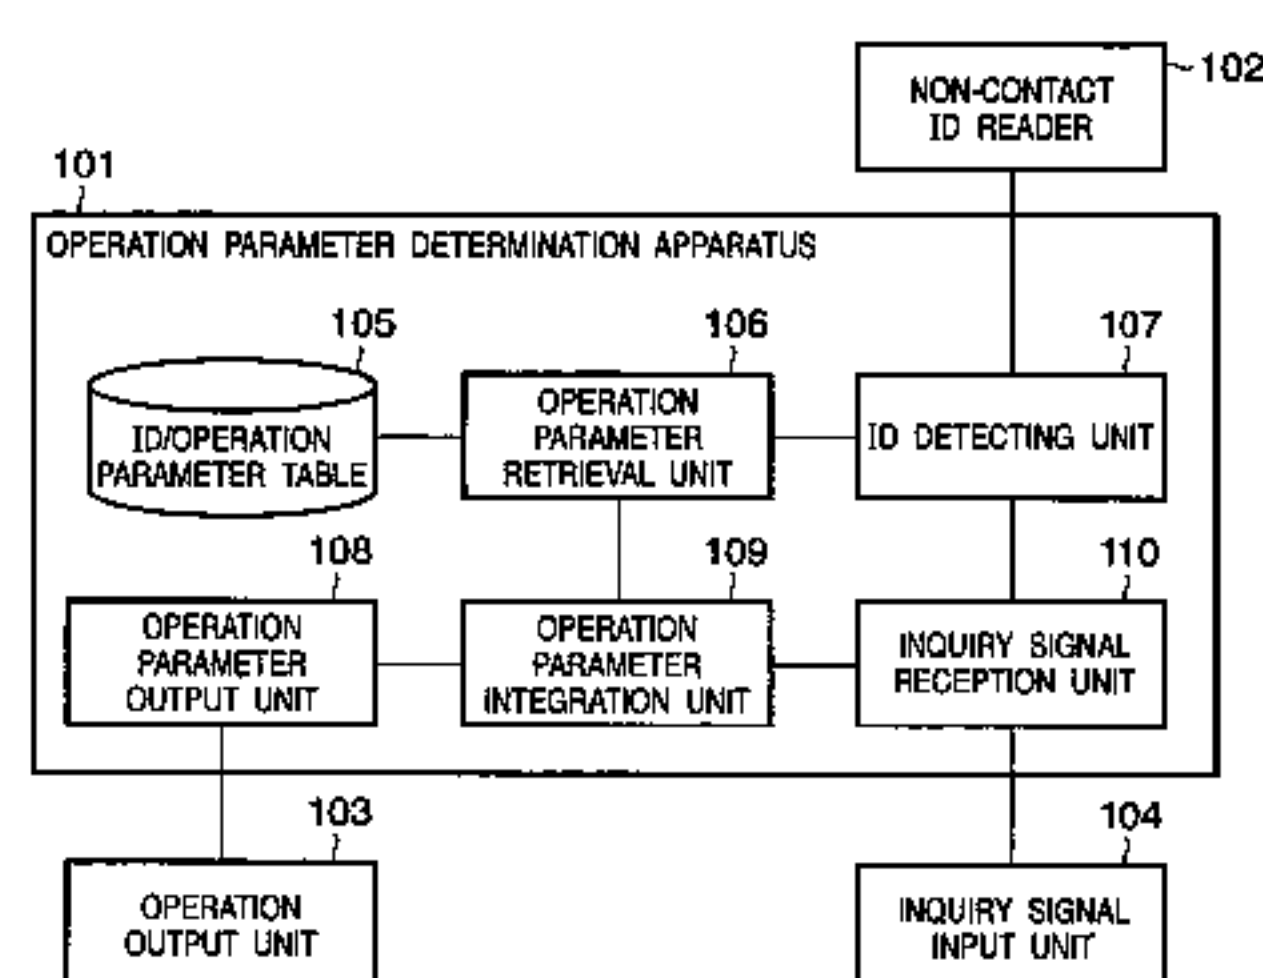 102
NON-CONTACT
ID READER
101
OPERATION PARAMETER DETERMINATION APPARATUS
105
ID/OPERATION
PARAMETER TABLE
106
OPERATION
PARAMETER
RETRIEVAL UNIT
107
ID DETECTING UNIT
108
OPERATION
PARAMETER
OUTPUT UNIT
109
OPERATION
PARAMETER
INTEGRATION UNIT
110
INQUIRY SIGNAL
RECEPTION UNIT
103
OPERATION
OUTPUT UNIT
104
INQUIRY SIGNAL
INPUT UNIT